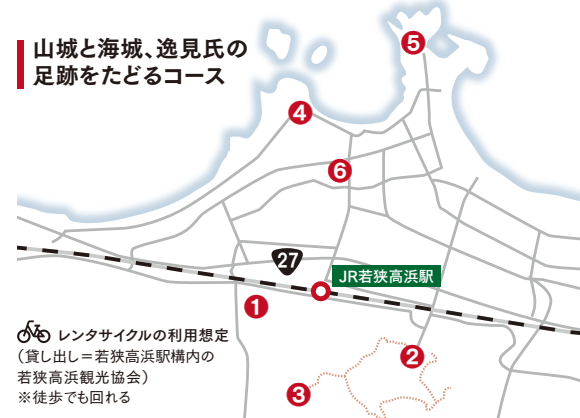 山城と海城、逸見氏の
足跡をたどるコース
5
4
6
27
JR若狭高浜駅
1
レンタサイクルの利用想定
（貸し出し＝若狭高浜駅構内の
若狭高浜観光協会）
※徒歩でも回れる
2
3